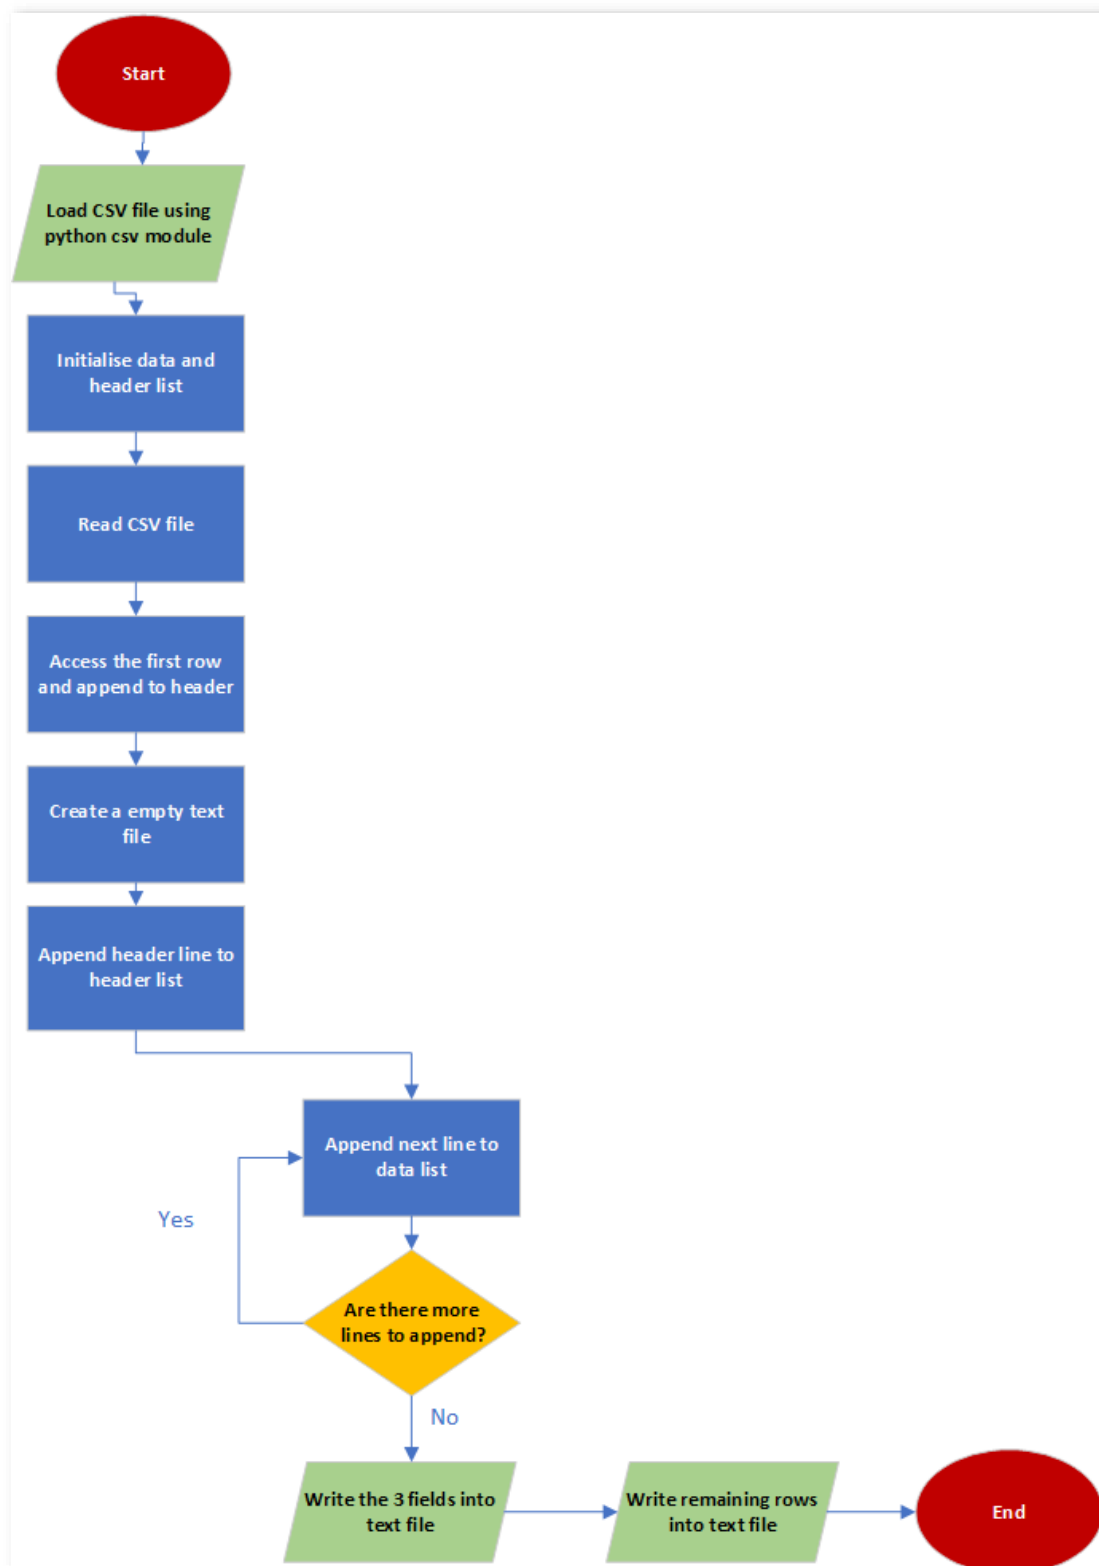 Start
Load CSV file using
python csv module
Initialise data and
header list
Read CSV file
Access the first row
and append to header
Create a empty text
file
Append header line to
header list
Append next line to
data list
Yes
Are there more
lines to append?
No
Write the 3 fields into
text file
Write remaining rows
into text file
End